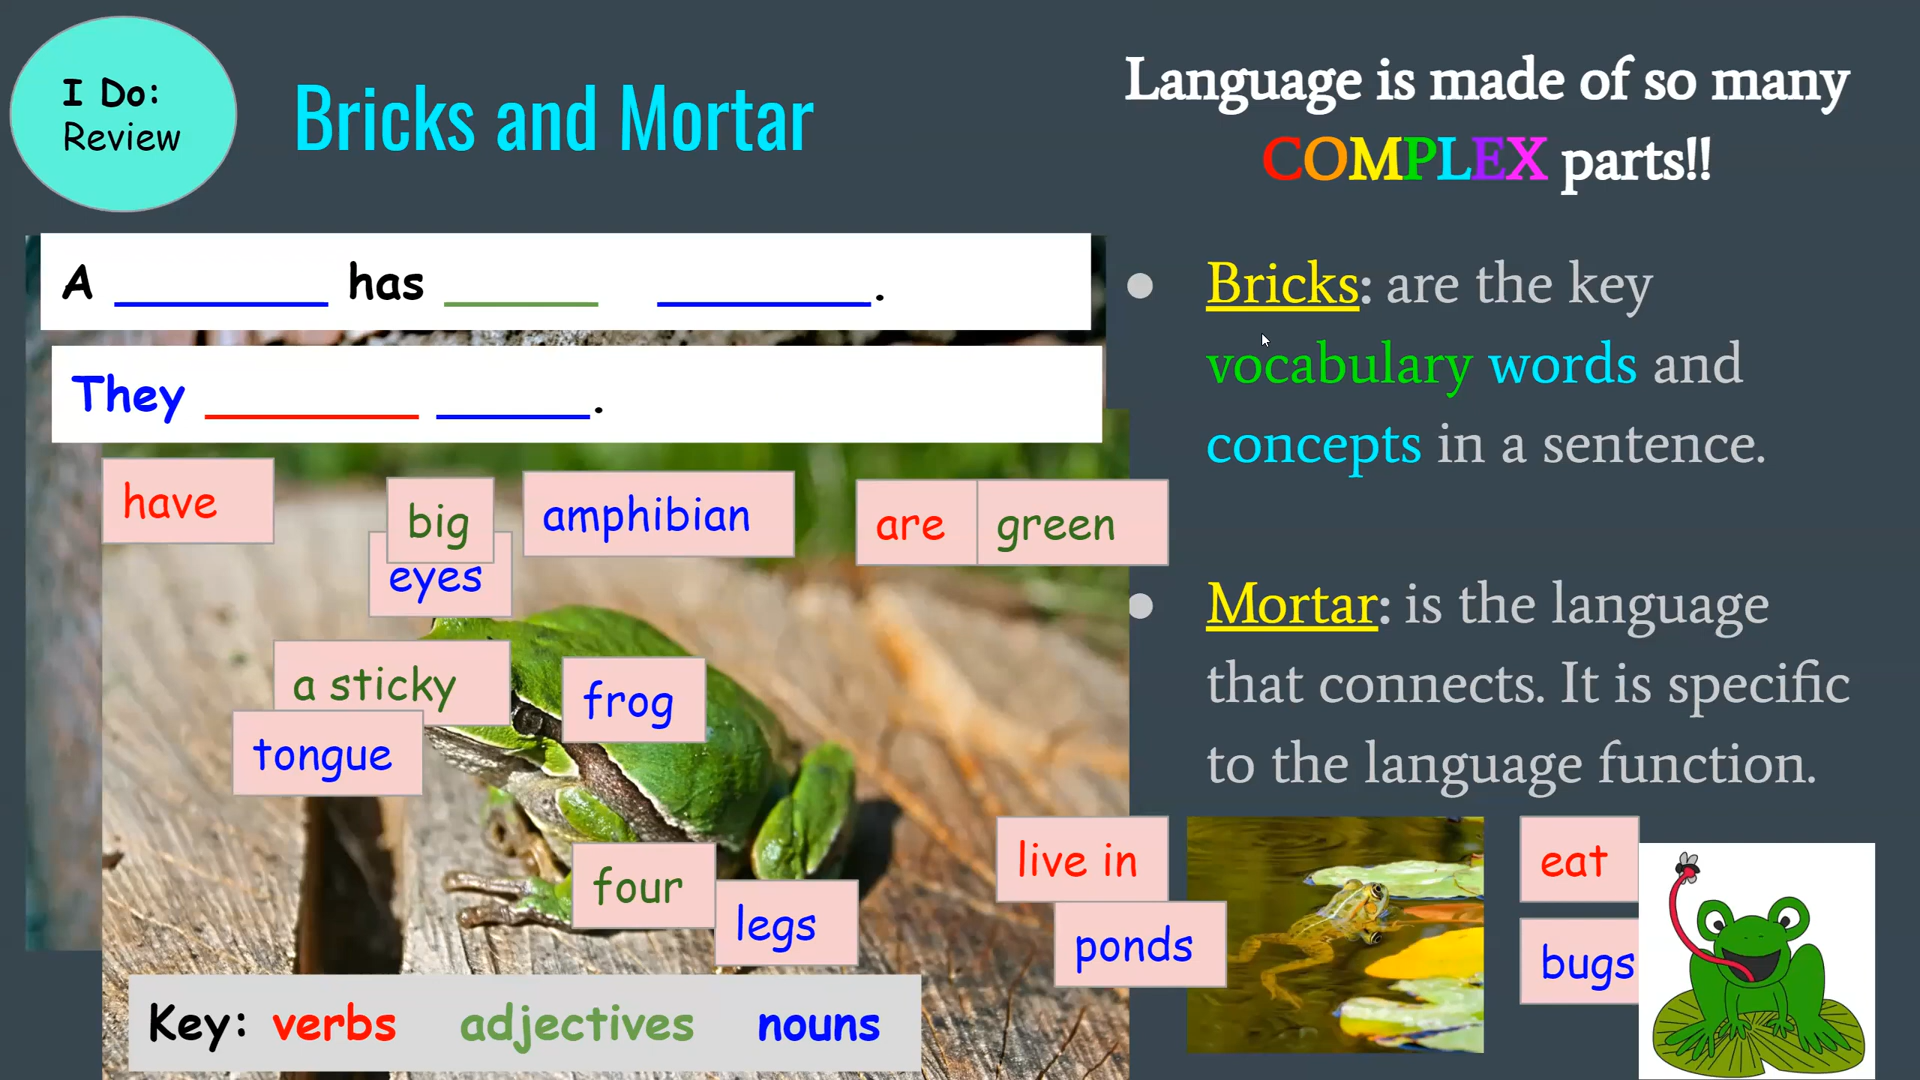 I Do:
Review
Bricks and Mortar
Language is made of so many
COMPLEX parts!!
A ________ has ______ ________.
They ________ ______.
have
big
eyes
amphibian
are
green
a sticky
tongue
frog
four
legs
Key: verbs adjectives nouns
Bricks: are the key
vocabulary words and
concepts in a sentence.
Mortar: is the language
that connects. It is specific
to the language function.
live in
ponds
eat
bugs